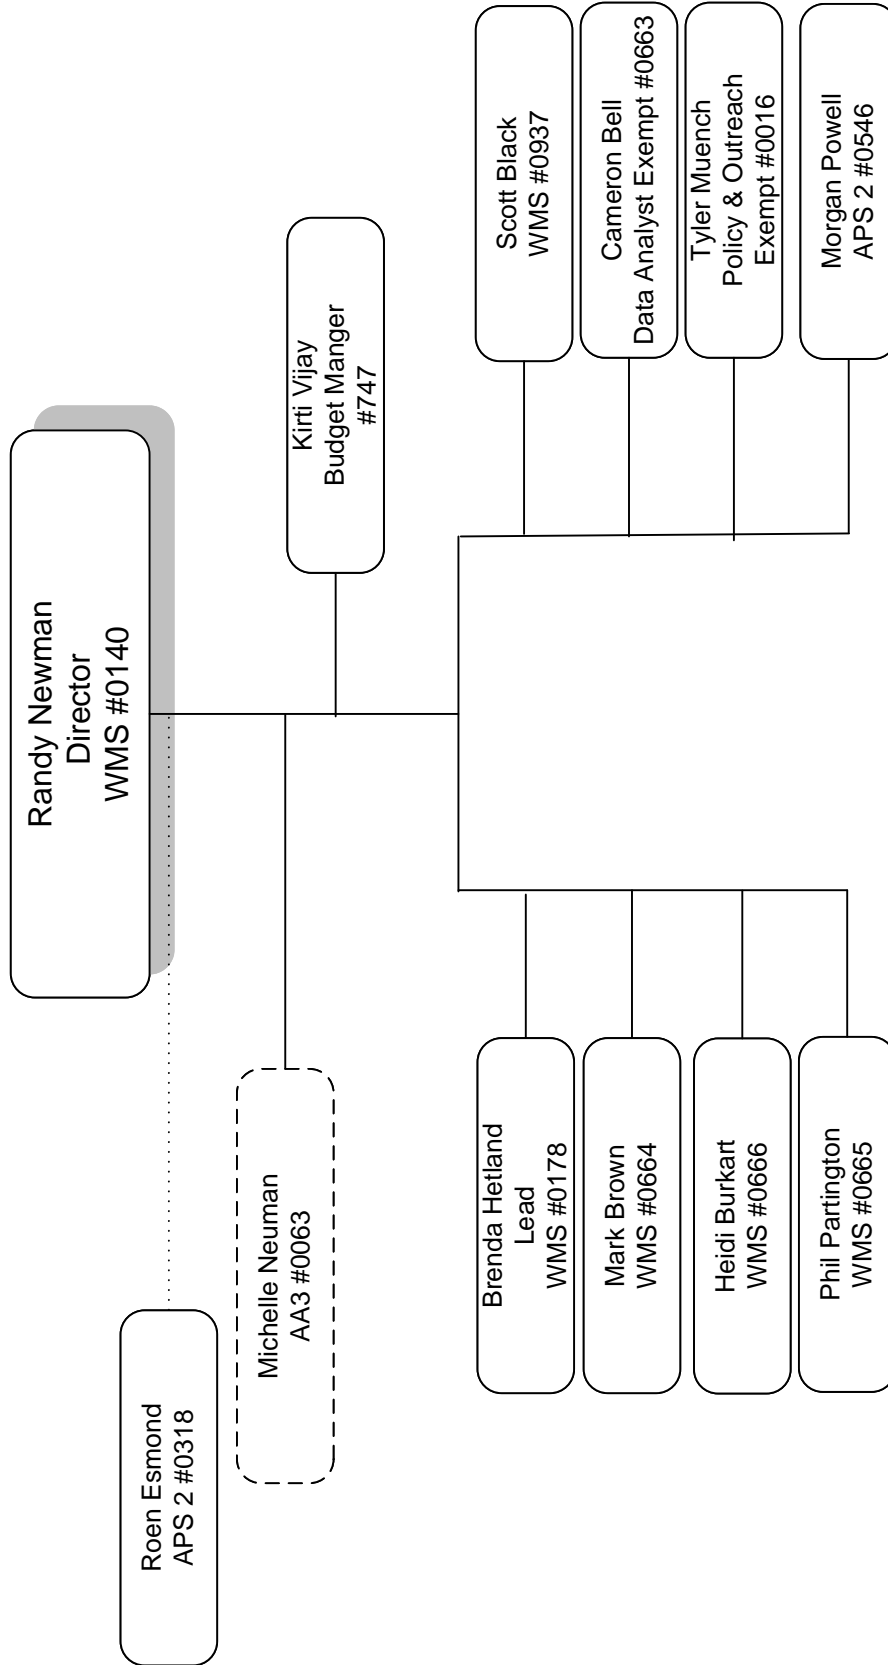 Randy Newman
Director
WMS #0140
Roen Esmond
APS 2 #0318
Michelle Neuman
AA3 #0063
Kirti Vijay
Budget Manger
#747
Brenda Hetland
Lead
WMS #0178
Mark Brown
WMS #0664
Heidi Burkart
WMS #0666
Phil Partington
WMS #0665
Scott Black
WMS #0937
Cameron Bell
Data Analyst Exempt #0663
Tyler Muench
Policy & Outreach
Exempt #0016
Morgan Powell
APS 2 #0546